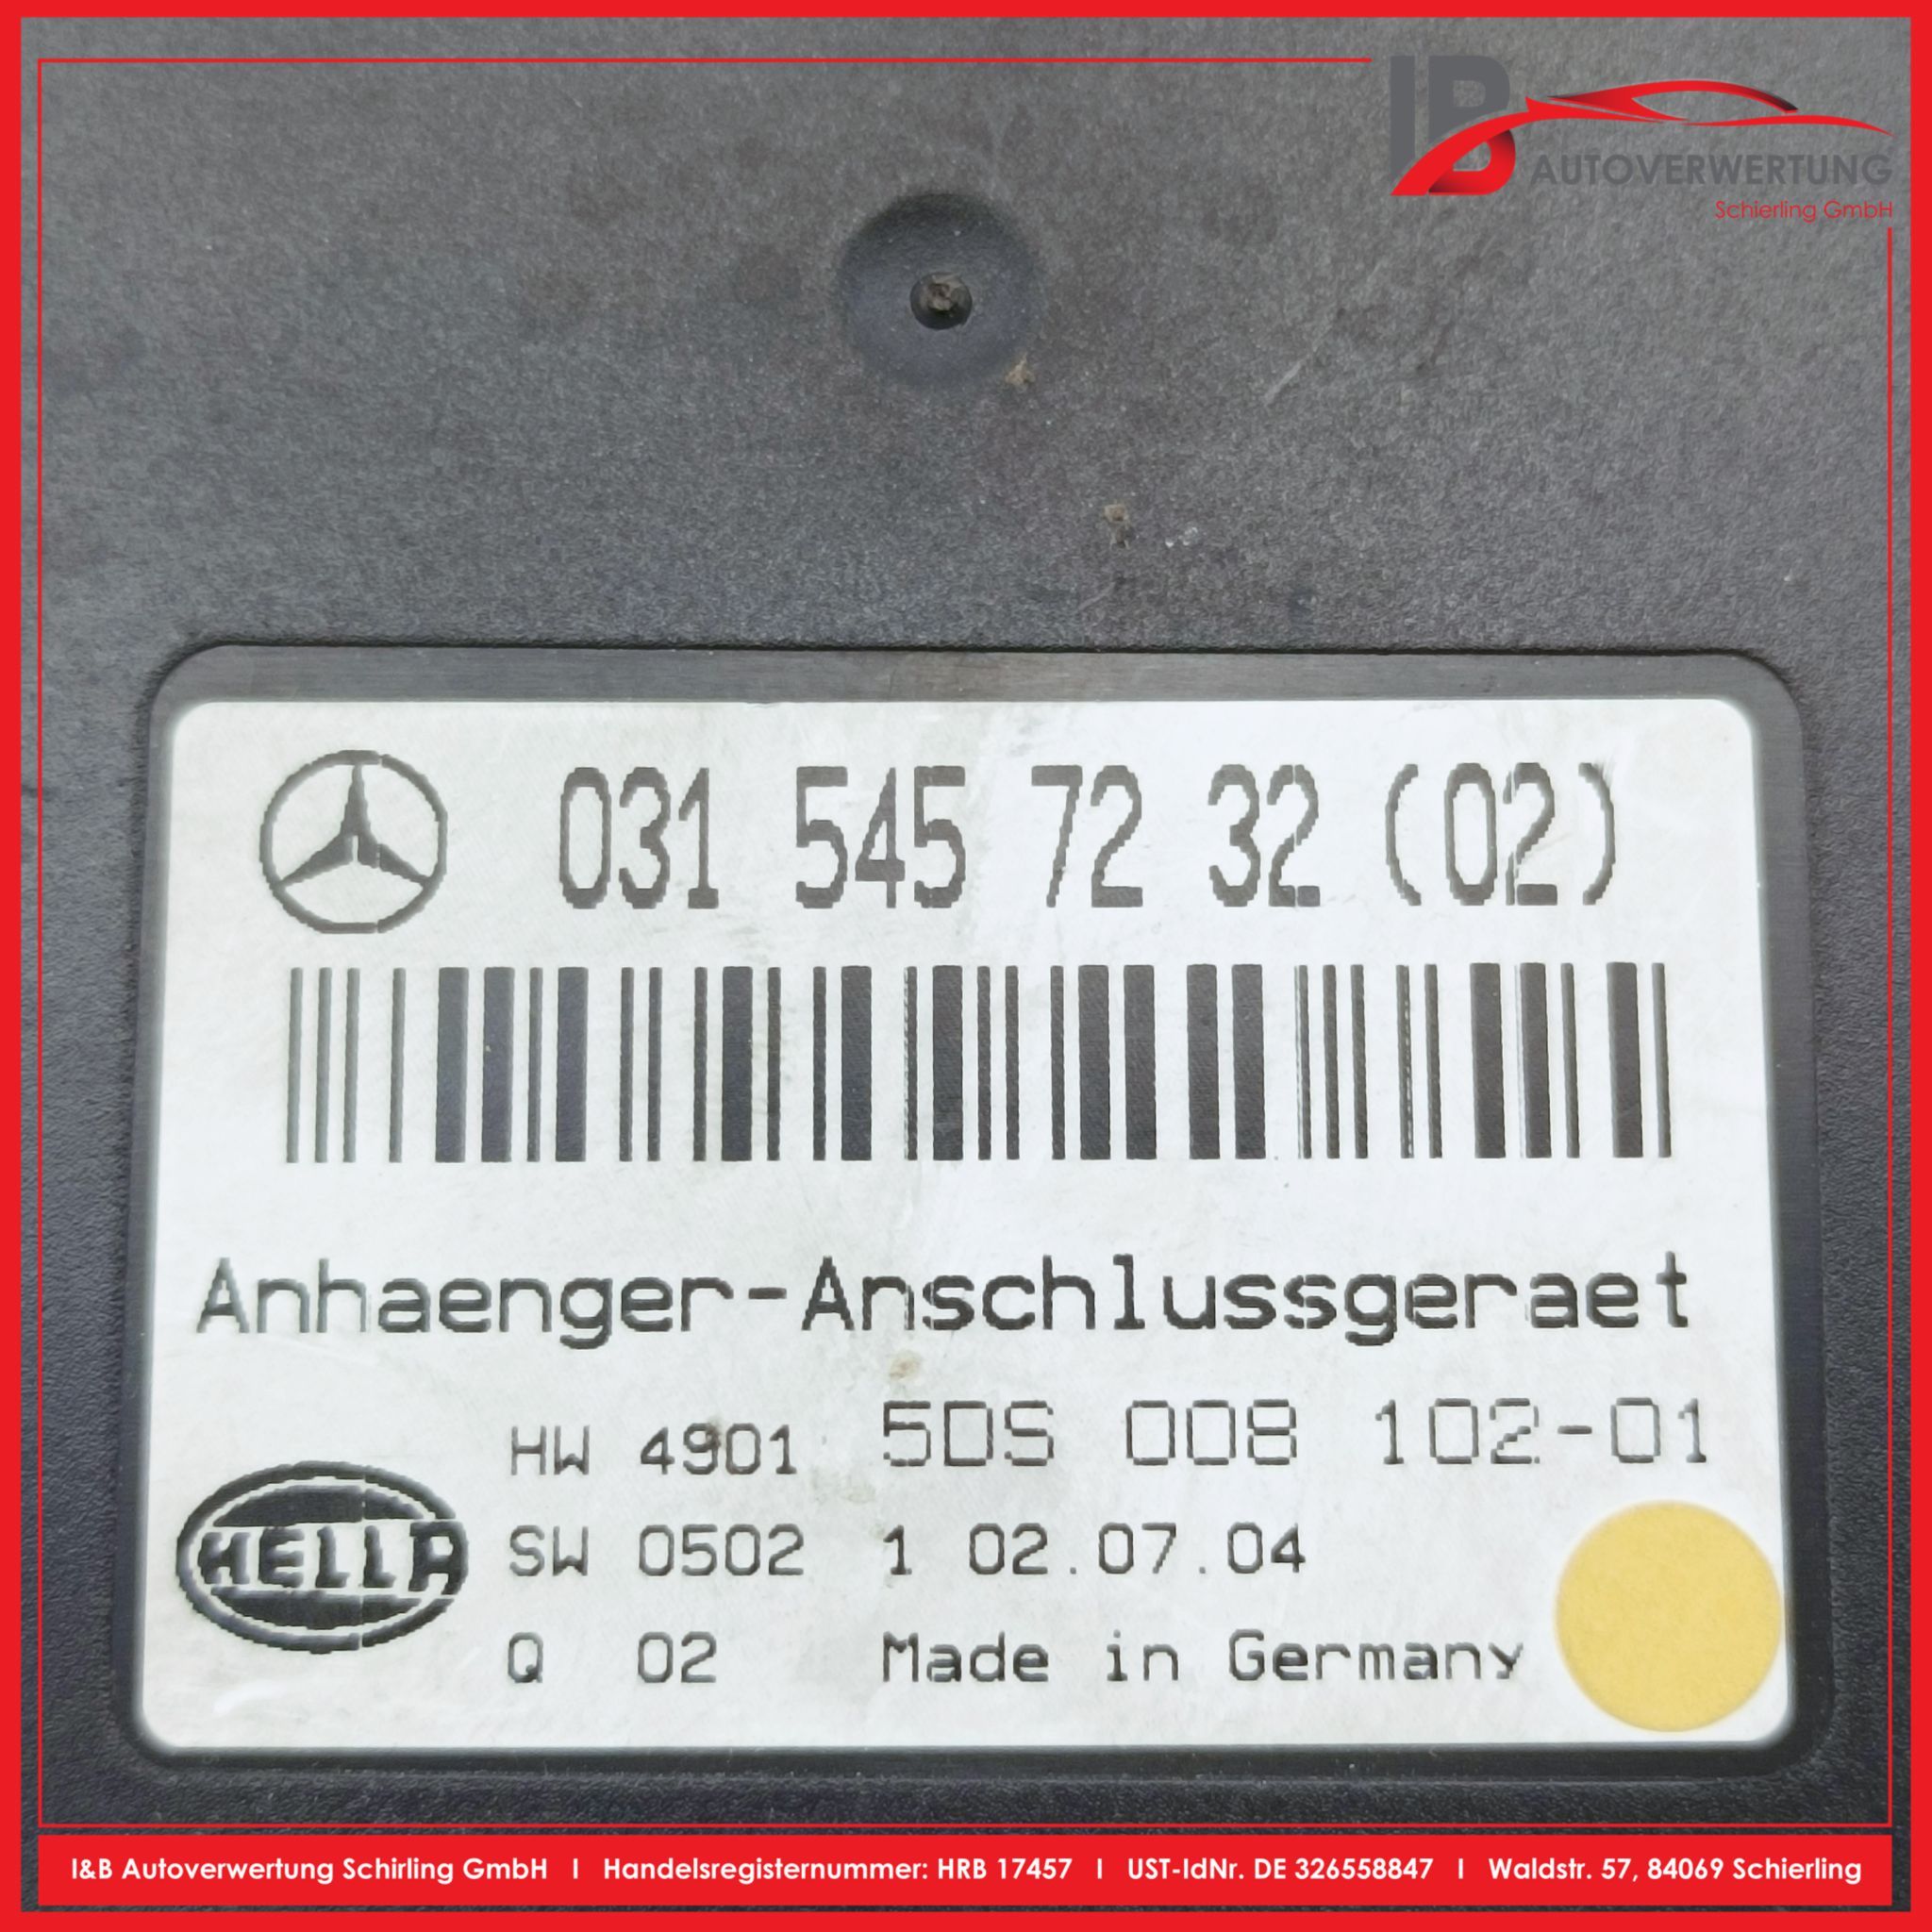 IB
AUTOVERWERTUNG
Schierling GmbH
031 545 72 32 (02)
Anhaenger-Anschlussgeraet
HW 4901 5DS 008 102-01
HELLA
SW 0502 1 02.07.04
Q 02 Made in Germany
I&B Autoverwertung Schirling GmbH I Handelsregisternummer: HRB 17457 I UST-IdNr. DE 326558847 I Waldstr. 57, 84069 Schierling